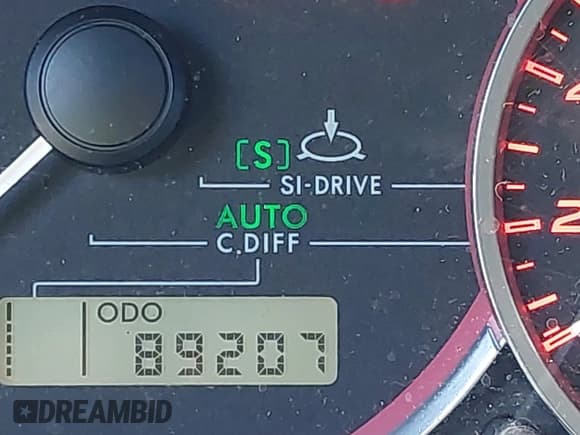 [S]
SI-DRIVE
AUTO
C.DIFF
ODO
89207
DREAMBID